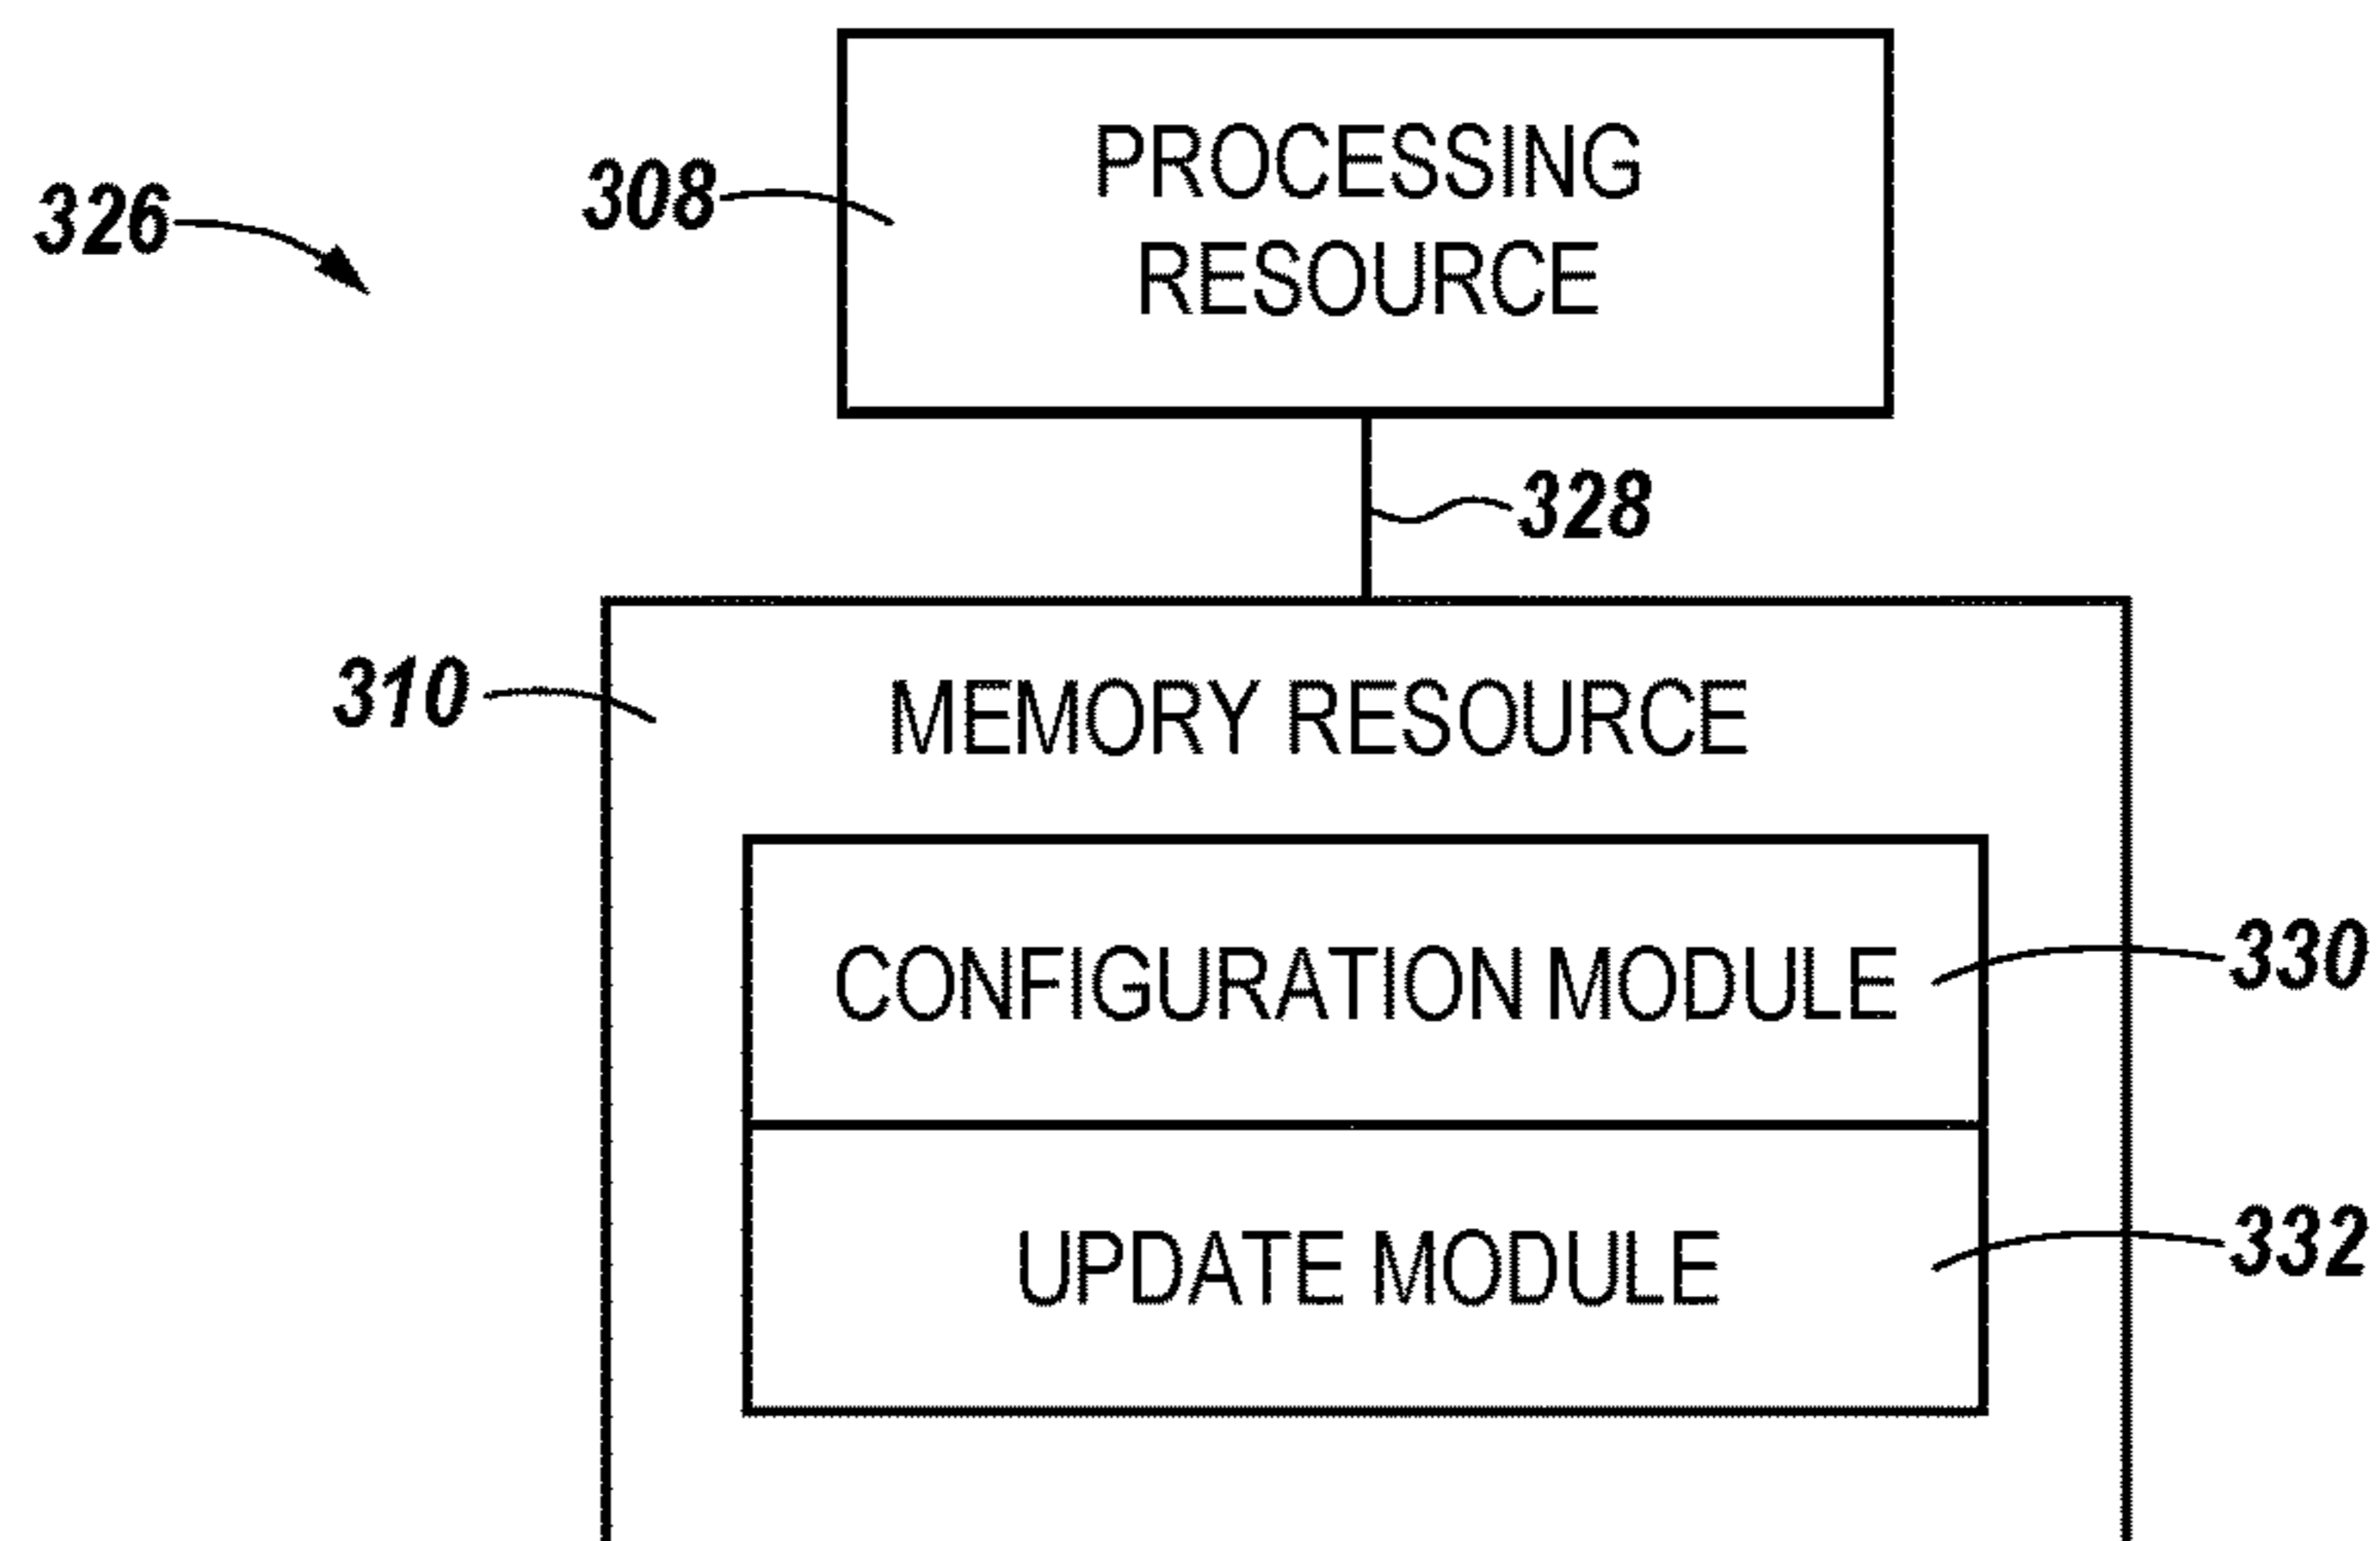 326
308
PROCESSING
RESOURCE
328
310
MEMORY RESOURCE
CONFIGURATION MODULE
330
UPDATE MODULE
332